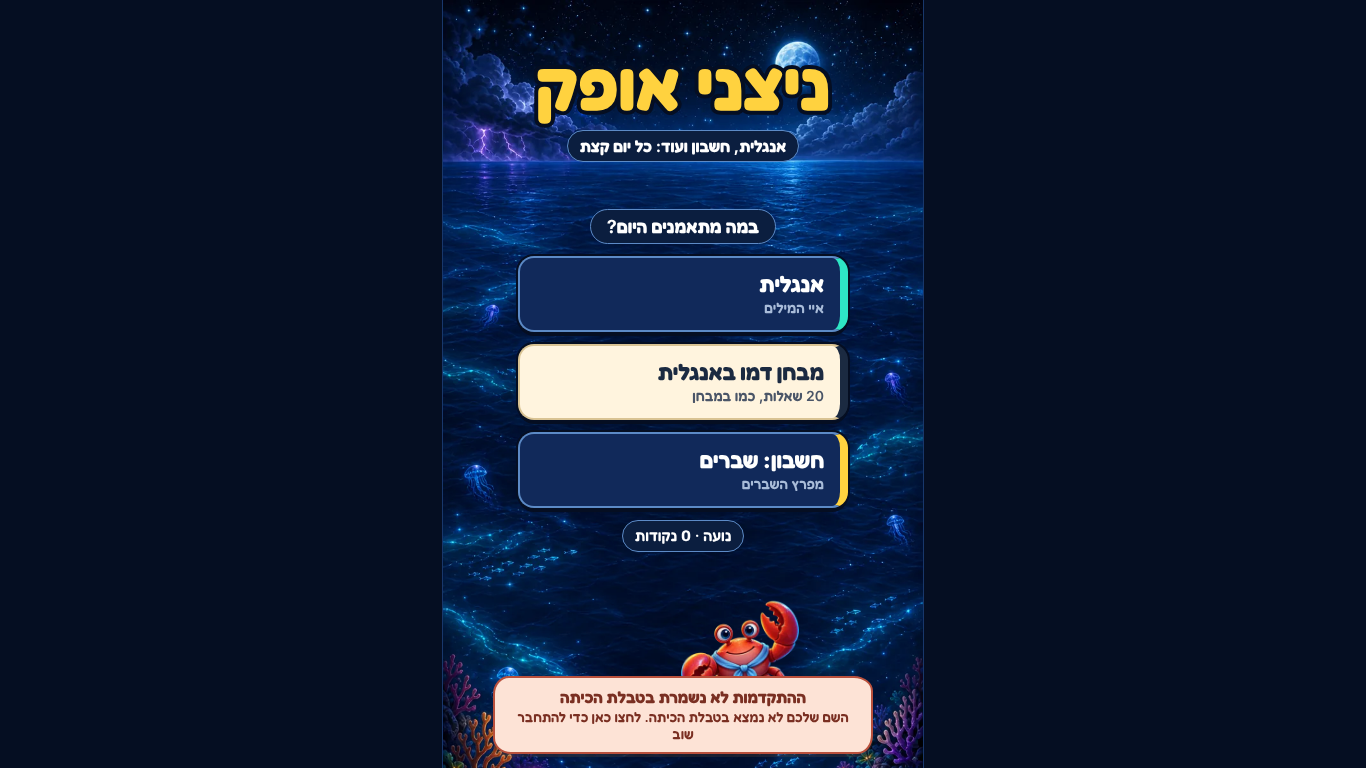 ניצני אופק
אנגלית, חשבון ועוד: כל יום קצת
במה מתאמנים היום?
אנגלית
איי המילים
מבחן דמו באנגלית
20 שאלות, כמו במבחן
חשבון: שברים
מפרץ השברים
נועה · 0 נקודות
ההתקדמות לא נשמרת בטבלת הכיתה
השם שלכם לא נמצא בטבלת הכיתה. לחצו כאן כדי להתחבר
שוב